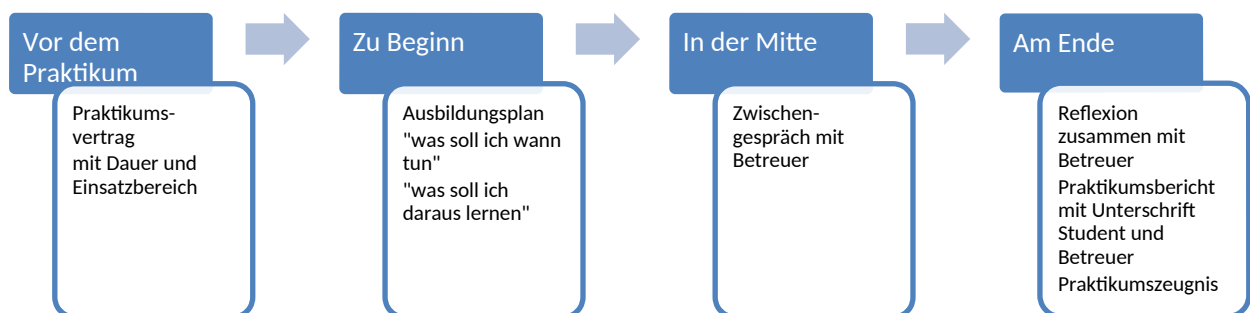 Vor dem
Praktikum
Praktikums-
vertrag
mit Dauer und
Einsatzbereich
Zu Beginn
Ausbildungsplan
"was soll ich wann
tun"
"was soll ich
daraus lernen"
In der Mitte
Zwischen-
gespräch mit
Betreuer
Am Ende
Reflexion
zusammen mit
Betreuer
Praktikumsbericht
mit Unterschrift
Student und
Betreuer
Praktikumszeugnis